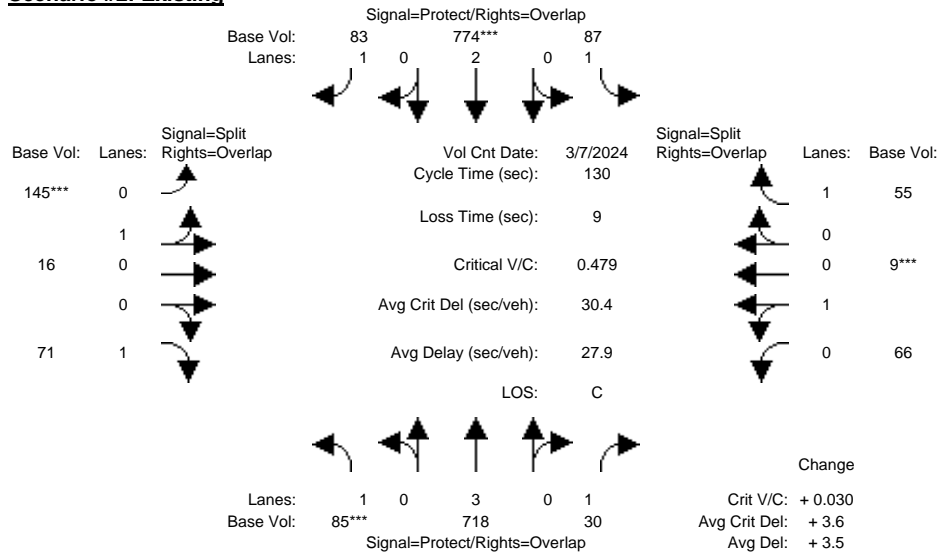 Scenario #2: Existing
Signal=Protect/Rights=Overlap
Base Vol: 83 774*** 87
Lanes: 1 0 2 0 1
Signal=Split
Rights=Overlap
Base Vol: Lanes:
Vol Cnt Date: 3/7/2024
Signal=Split
Rights=Overlap
Lanes: Base Vol:
Cycle Time (sec): 130
145*** 0 1 55
Loss Time (sec): 9
1 0
16 0 Critical V/C: 0.479 0 9***
0 Avg Crit Del (sec/veh): 30.4 1
71 1 Avg Delay (sec/veh): 27.9 0 66
LOS: C
Change
Lanes: 1 0 3 0 1 Crit V/C: + 0.030
Base Vol: 85*** 718 30 Avg Crit Del: + 3.6
Signal=Protect/Rights=Overlap Avg Del: + 3.5